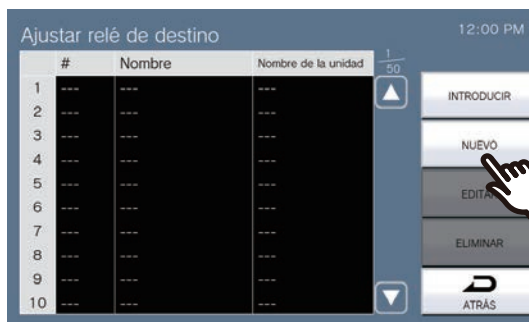 Ajustar relé de destino
12:00 PM
# Nombre Nombre de la unidad
1/50
1 --- --- ---
2 --- --- ---
3 --- --- ---
4 --- --- ---
5 --- --- ---
6 --- --- ---
7 --- --- ---
8 --- --- ---
9 --- --- ---
10 --- --- ---
INTRODUCIR
NUEVO
EDITAR
ELIMINAR
ATRÁS